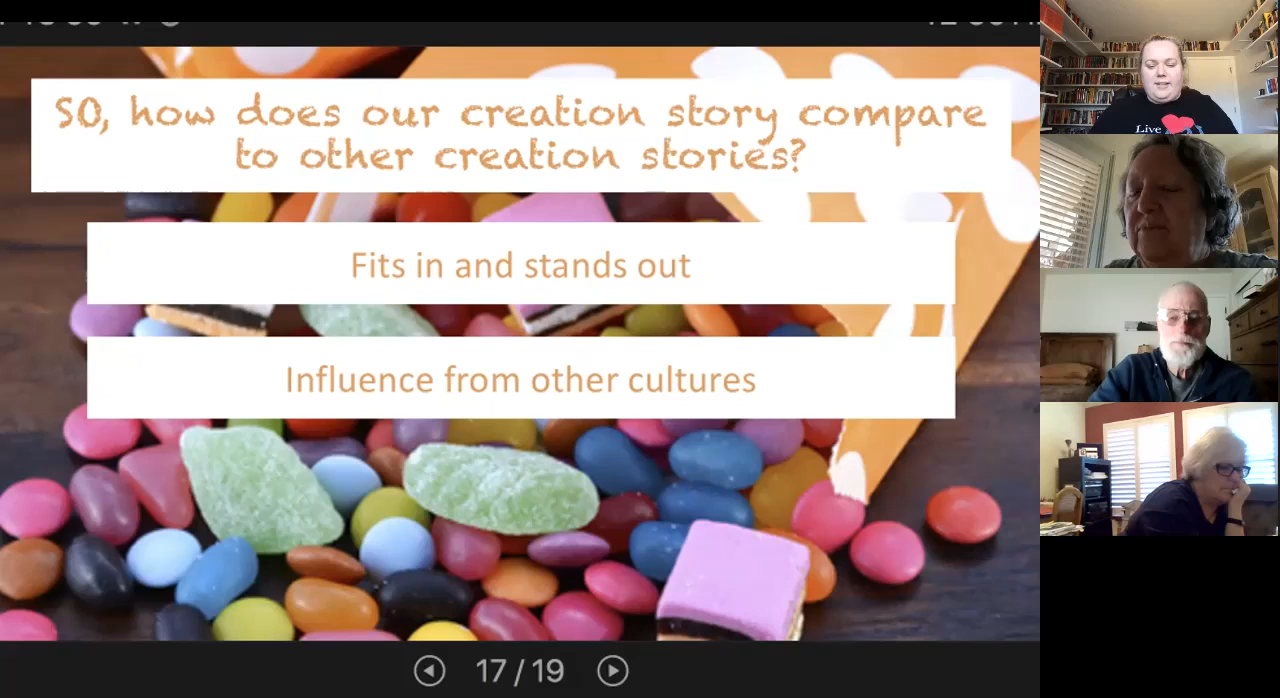 SO, how does our creation story compare
to other creation stories?
Fits in and stands out
Influence from other cultures
17 / 19
Live